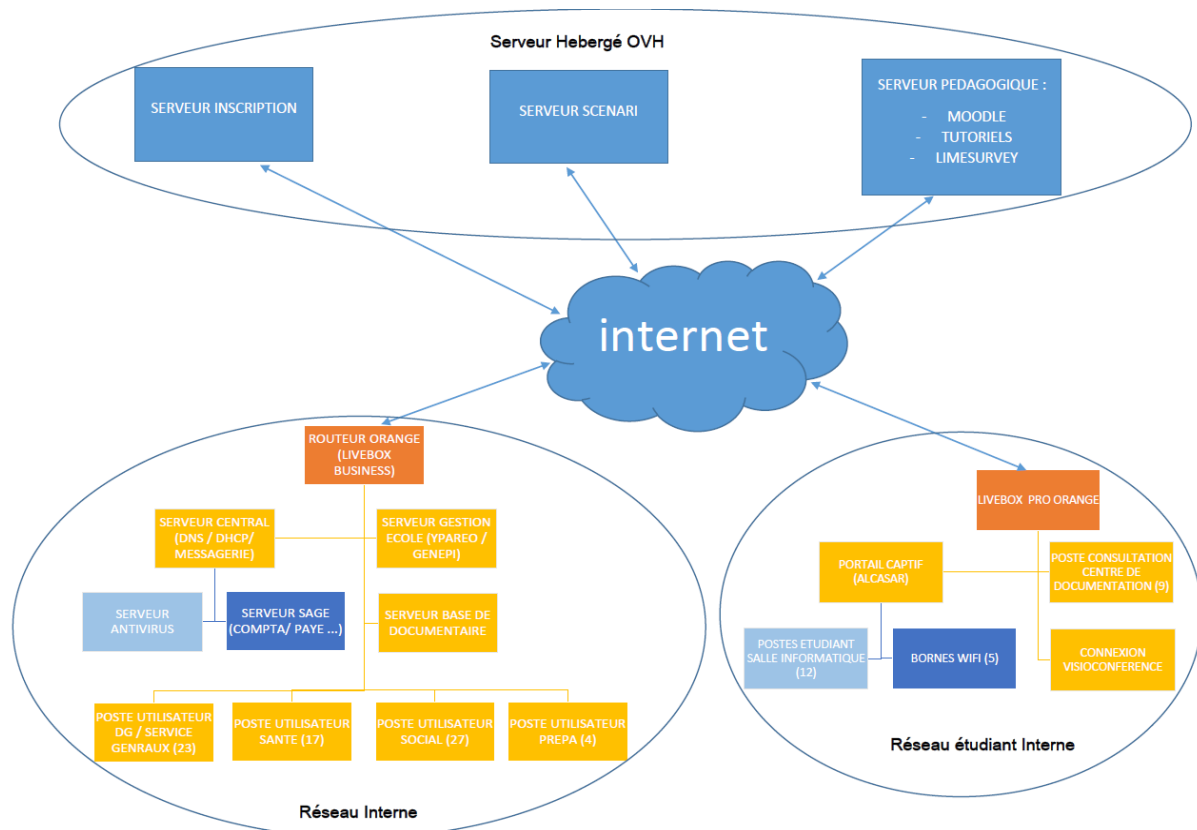 Serveur Hebergé OVH
SERVEUR INSCRIPTION
SERVEUR SCENARI
SERVEUR PEDAGOGIQUE :
- MOODLE
- TUTORIELS
- LIMESURVEY
internet
ROUTEUR ORANGE
(LIVEBOX
BUSINESS)
SERVEUR CENTRAL
(DNS / DHCP/
MESSAGERIE)
SERVEUR GESTION
ECOLE (YPAREO /
GENEPI)
SERVEUR
ANTIVIRUS
SERVEUR SAGE
(COMPTA/ PAYE ...)
SERVEUR BASE DE
DOCUMENTAIRE
POSTE UTILISATEUR
DG / SERVICE
GENRAUX (23)
POSTE UTILISATEUR
SANTE (17)
POSTE UTILISATEUR
SOCIAL (27)
POSTE UTILISATEUR
PREPA (4)
Réseau Interne
LIVEBOX PRO ORANGE
PORTAIL CAPTIF
(ALCASAR)
POSTE CONSULTATION
CENTRE DE
DOCUMENTATION (9)
POSTES ETUDIANT
SALLE INFORMATIQUE
(12)
BORNES WIFI (5)
CONNEXION
VISIOCONFERENCE
Réseau étudiant Interne